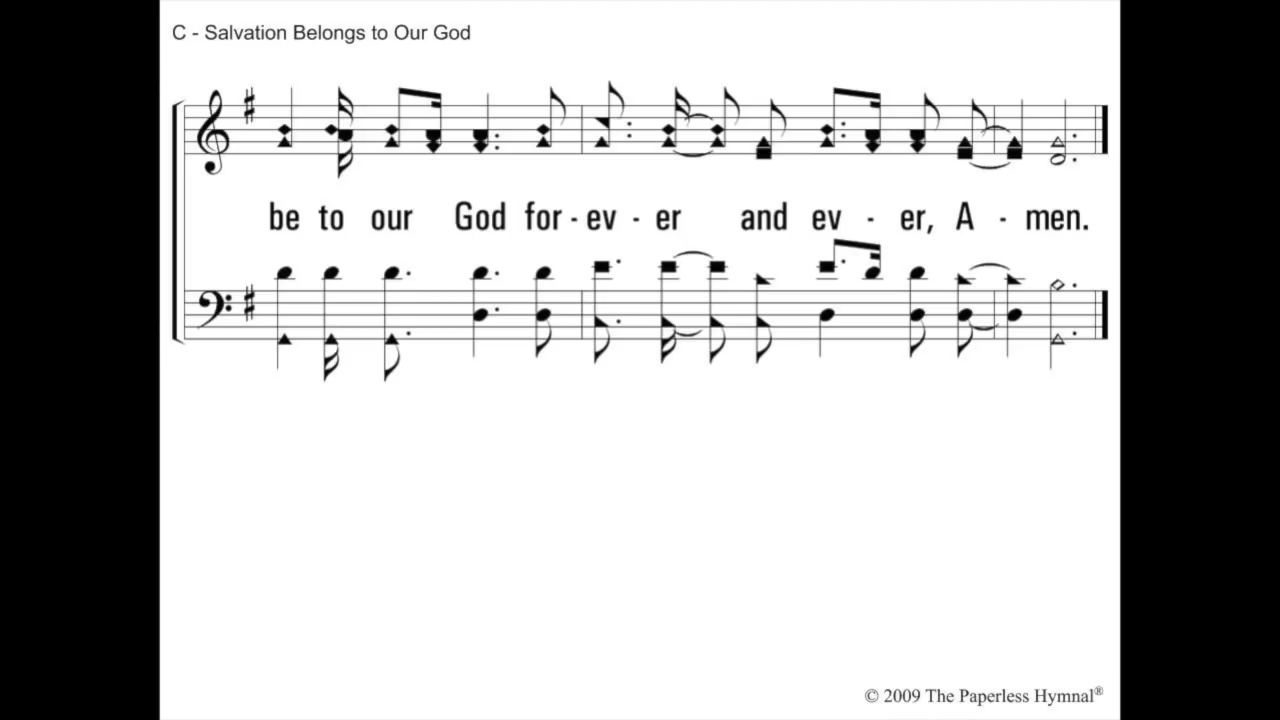 C - Salvation Belongs to Our God
be to our God for - ev - er and ev - er, A - men.
© 2009 The Paperless Hymnal®